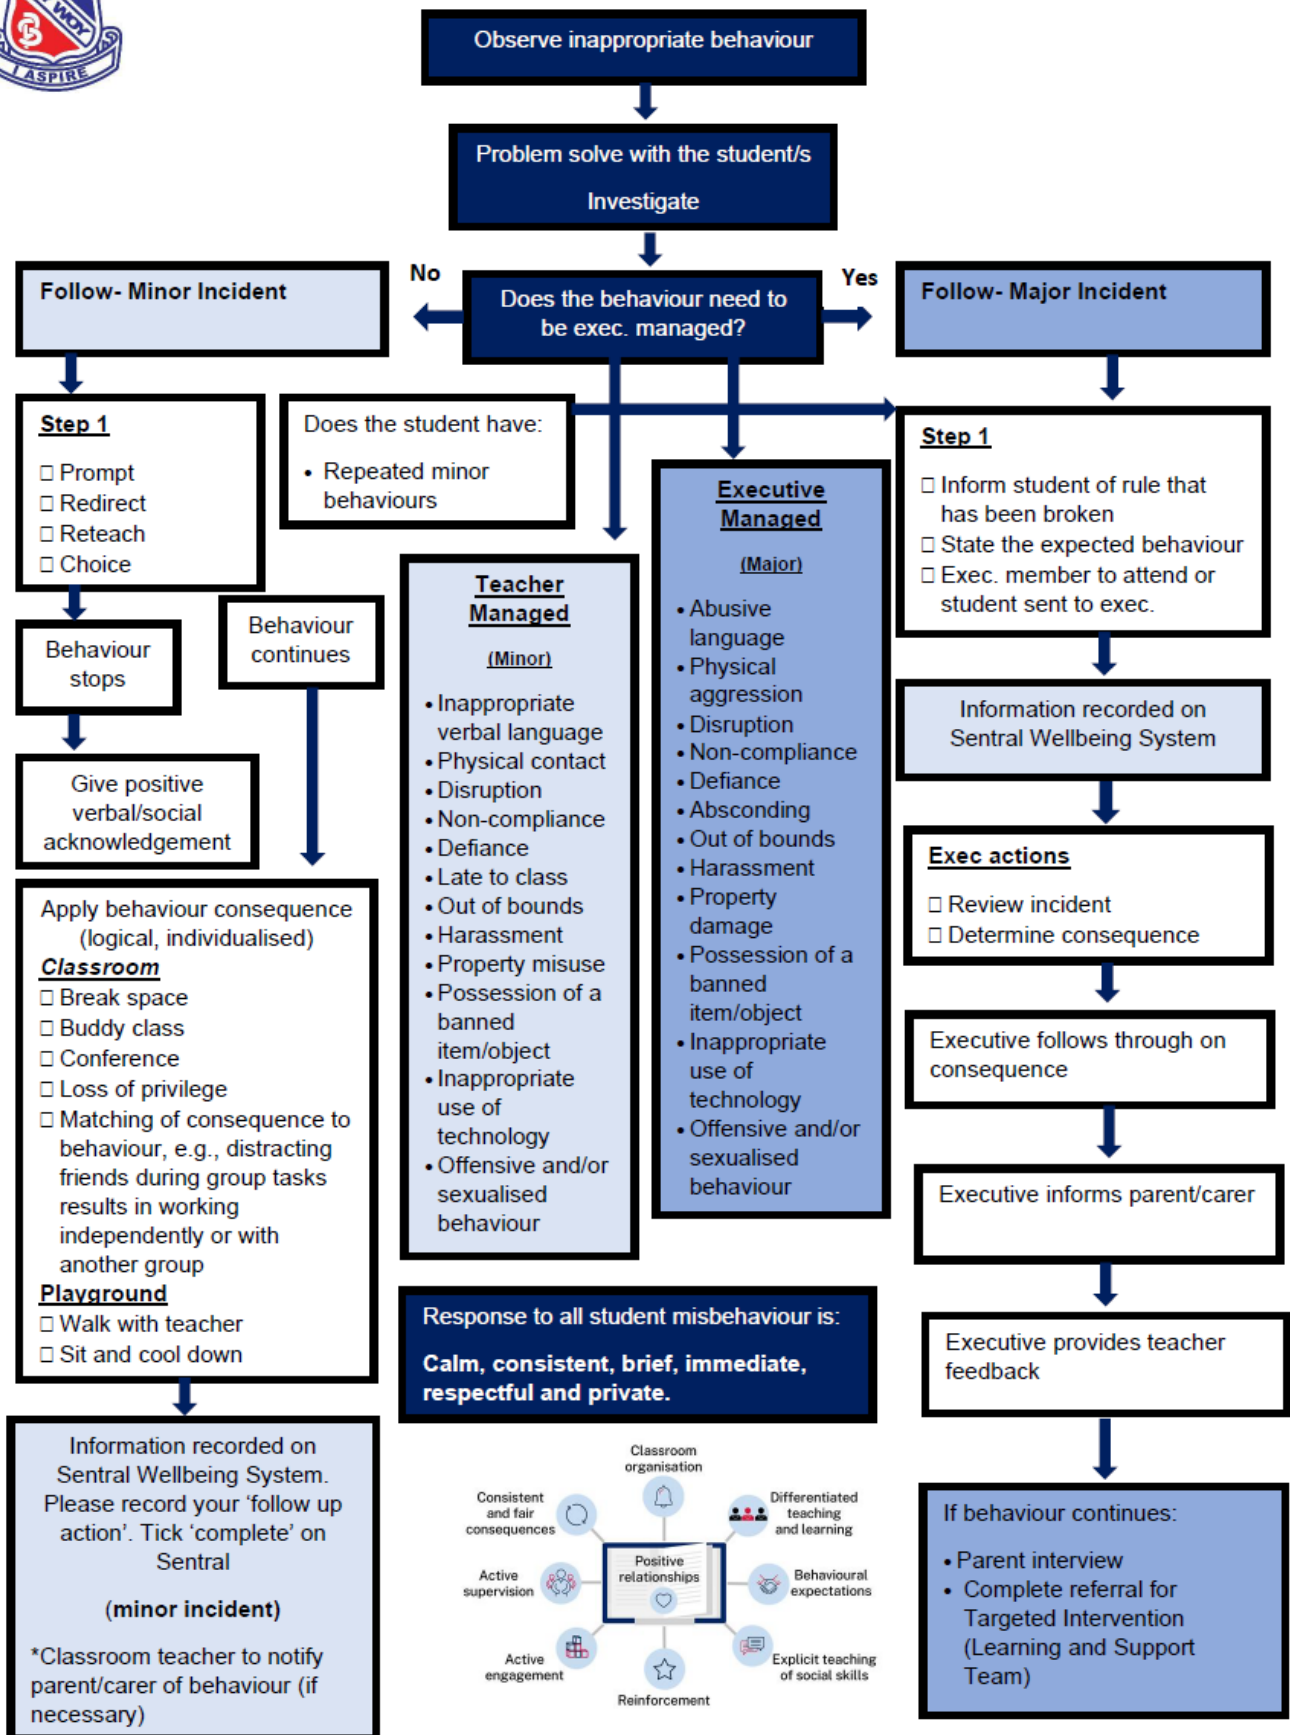 WOY
I ASPIRE
Observe inappropriate behaviour
Problem solve with the student/s
Investigate
No
Does the behaviour need to
be exec. managed?
Yes
Follow- Minor Incident
Follow- Major Incident
Step 1
☐ Prompt
☐ Redirect
☐ Reteach
☐ Choice
Does the student have:
• Repeated minor
behaviours
Step 1
☐ Inform student of rule that
has been broken
☐ State the expected behaviour
☐ Exec. member to attend or
student sent to exec.
Behaviour
stops
Behaviour
continues
Give positive
verbal/social
acknowledgement
Apply behaviour consequence
(logical, individualised)
Classroom
☐ Break space
☐ Buddy class
☐ Conference
☐ Loss of privilege
☐ Matching of consequence to
behaviour, e.g., distracting
friends during group tasks
results in working
independently or with
another group
Playground
☐ Walk with teacher
☐ Sit and cool down
Information recorded on
Sentral Wellbeing System.
Please record your ‘follow up
action’. Tick ‘complete’ on
Sentral
(minor incident)
*Classroom teacher to notify
parent/carer of behaviour (if
necessary)
Teacher
Managed
(Minor)
• Inappropriate
verbal language
• Physical contact
• Disruption
• Non-compliance
• Defiance
• Late to class
• Out of bounds
• Harassment
• Property misuse
• Possession of a
banned
item/object
• Inappropriate
use of
technology
• Offensive and/or
sexualised
behaviour
Executive
Managed
(Major)
• Abusive
language
• Physical
aggression
• Disruption
• Non-compliance
• Defiance
• Absconding
• Out of bounds
• Harassment
• Property
damage
• Possession of a
banned
item/object
• Inappropriate
use of
technology
• Offensive and/or
sexualised
behaviour
Information recorded on
Sentral Wellbeing System
Exec actions
☐ Review incident
☐ Determine consequence
Executive follows through on
consequence
Executive informs parent/carer
Executive provides teacher
feedback
If behaviour continues:
• Parent interview
• Complete referral for
Targeted Intervention
(Learning and Support
Team)
Response to all student misbehaviour is:
Calm, consistent, brief, immediate,
respectful and private.
Classroom
organisation
Consistent
and fair
consequences
Differentiated
teaching
and learning
Positive
relationships
Active
supervision
Behavioural
expectations
Active
engagement
Explicit teaching
of social skills
Reinforcement